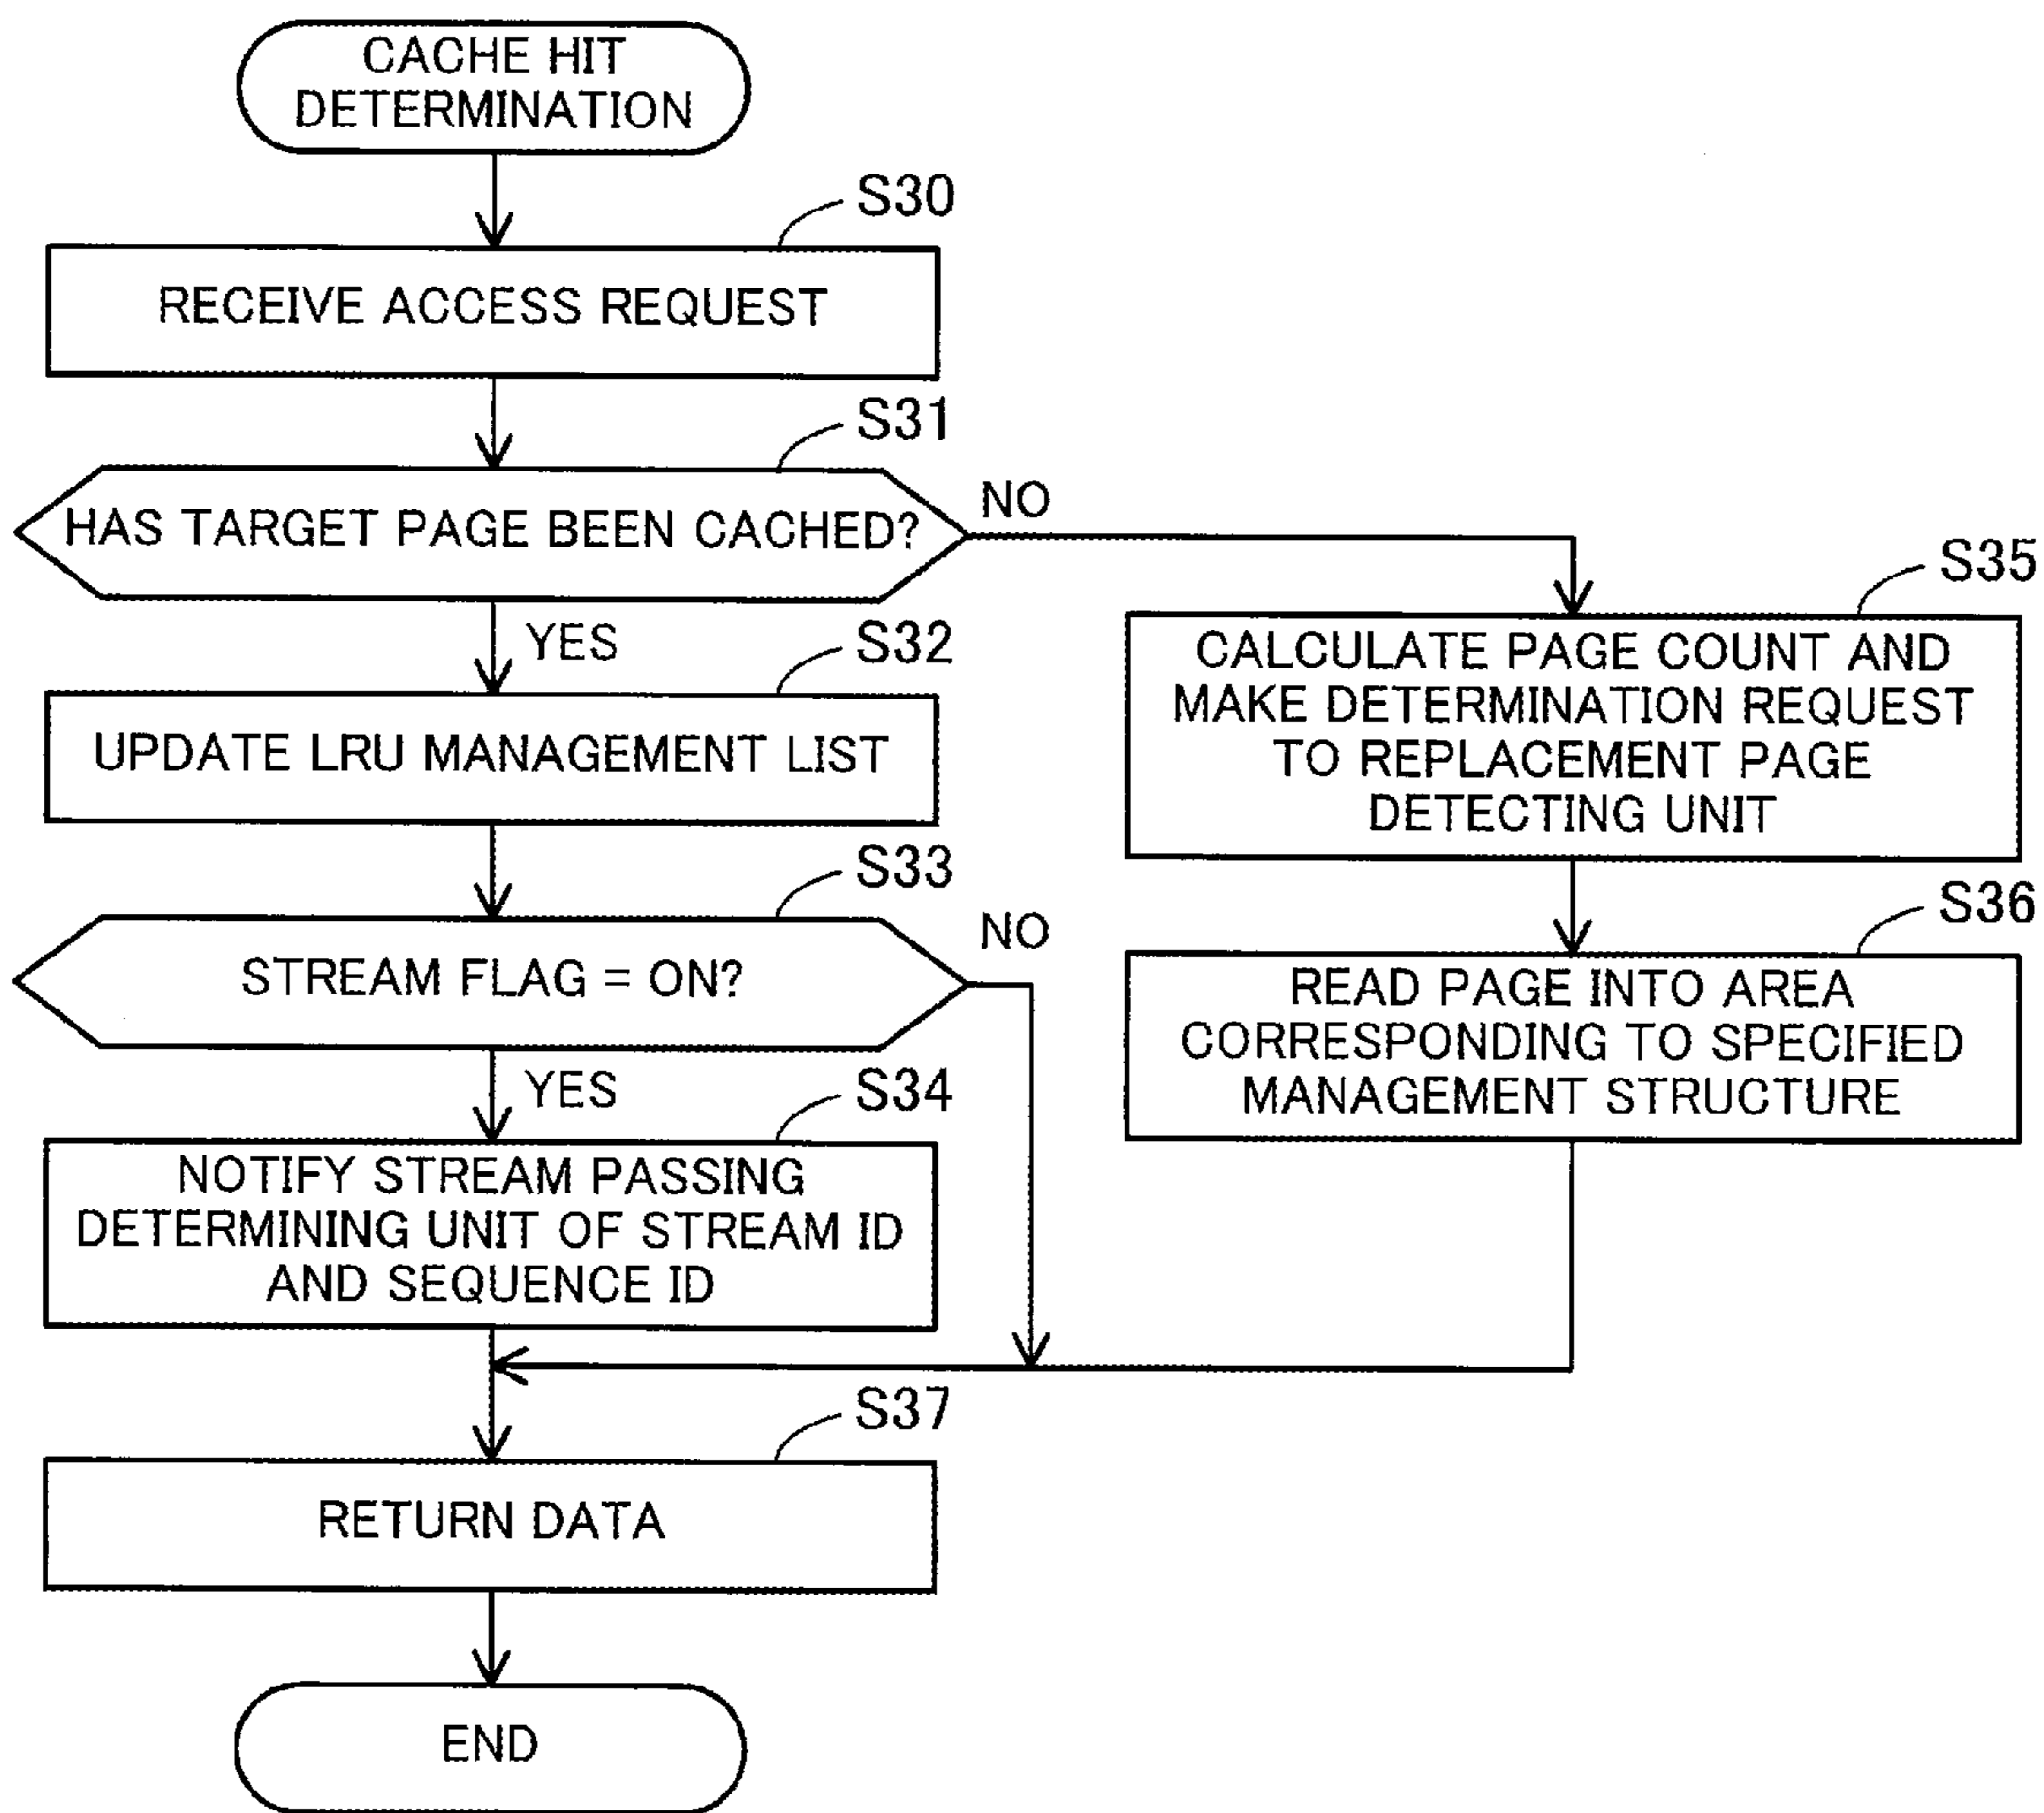 CACHE HIT
DETERMINATION
S30
RECEIVE ACCESS REQUEST
S31
HAS TARGET PAGE BEEN CACHED?
NO
YES
S32
UPDATE LRU MANAGEMENT LIST
S33
STREAM FLAG = ON?
NO
YES
S34
NOTIFY STREAM PASSING
DETERMINING UNIT OF STREAM ID
AND SEQUENCE ID
S35
CALCULATE PAGE COUNT AND
MAKE DETERMINATION REQUEST
TO REPLACEMENT PAGE
DETECTING UNIT
S36
READ PAGE INTO AREA
CORRESPONDING TO SPECIFIED
MANAGEMENT STRUCTURE
S37
RETURN DATA
END